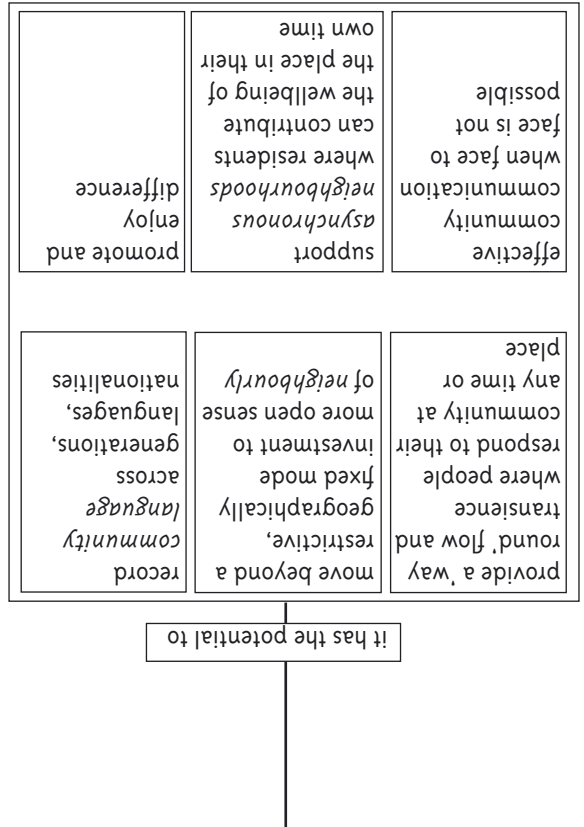 it has the potential to
provide a 'way
round' flow and
transience
where people
respond to their
community at
any time or
place
move beyond a
restrictive,
geographically
fixed mode
investment to
more open sense
of neighbourly
record
community
language
across
generations,
languages,
nationalities
effective
community
communication
when face to
face is not
possible
support
asynchronous
neighbourhoods
where residents
can contribute
the wellbeing of
the place in their
own time
promote and
enjoy
difference